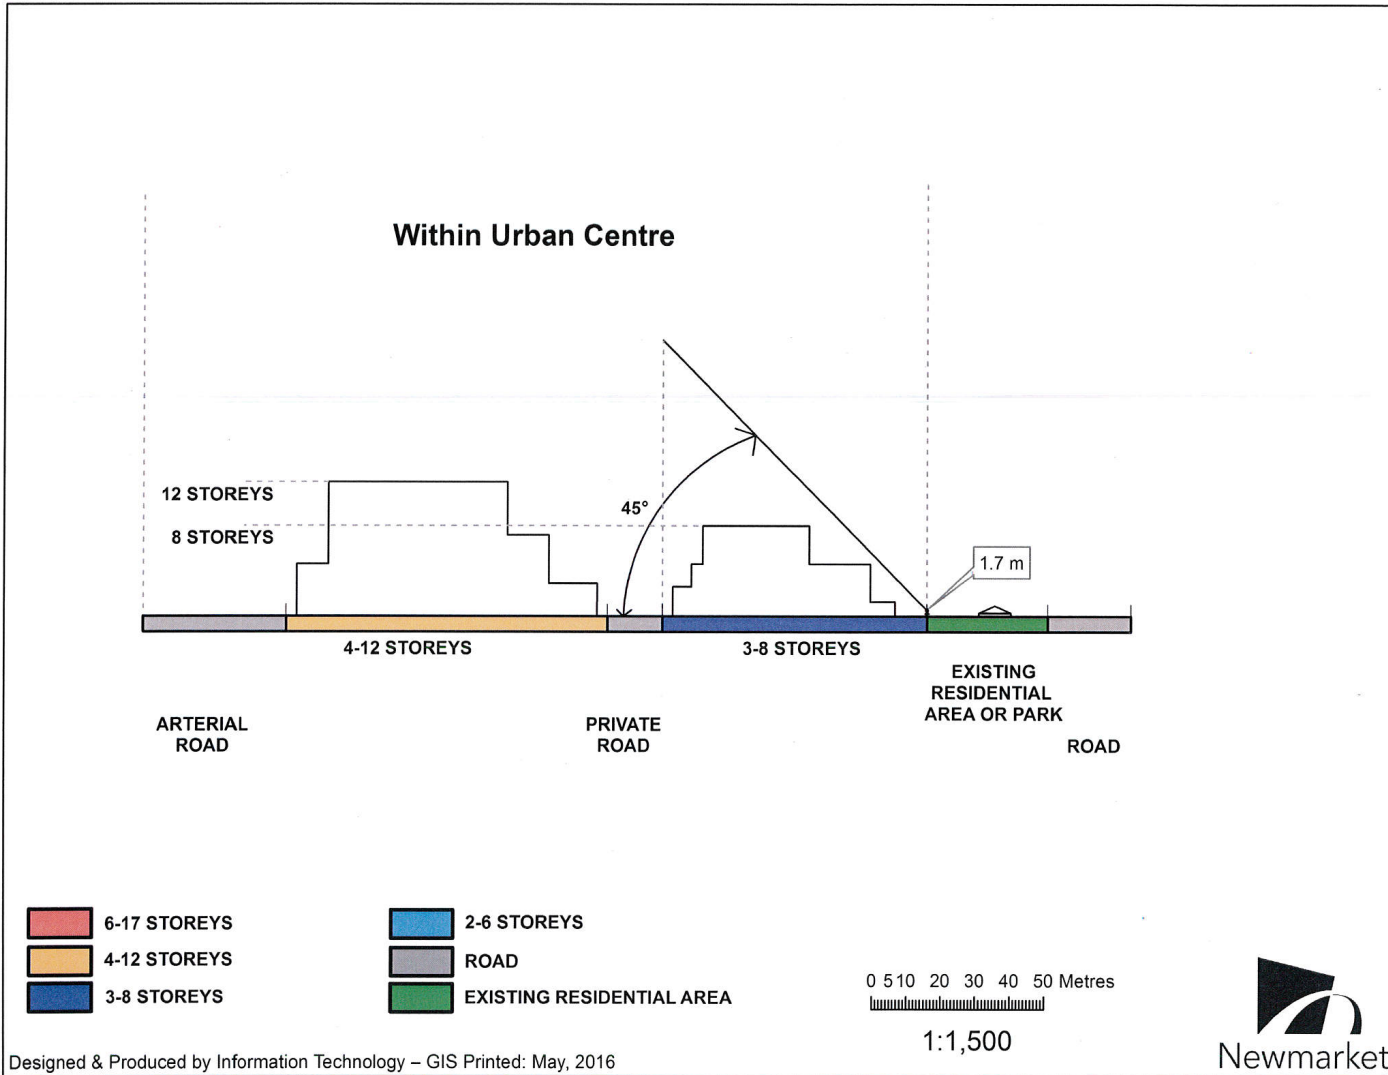 Within Urban Centre
12 STOREYS
8 STOREYS
45°
1.7 m
4-12 STOREYS
3-8 STOREYS
EXISTING
RESIDENTIAL
AREA OR PARK
ARTERIAL
ROAD
PRIVATE
ROAD
ROAD
6-17 STOREYS
4-12 STOREYS
3-8 STOREYS
2-6 STOREYS
ROAD
EXISTING RESIDENTIAL AREA
0 5 10 20 30 40 50 Metres
1:1,500
Newmarket
Designed & Produced by Information Technology – GIS Printed: May, 2016